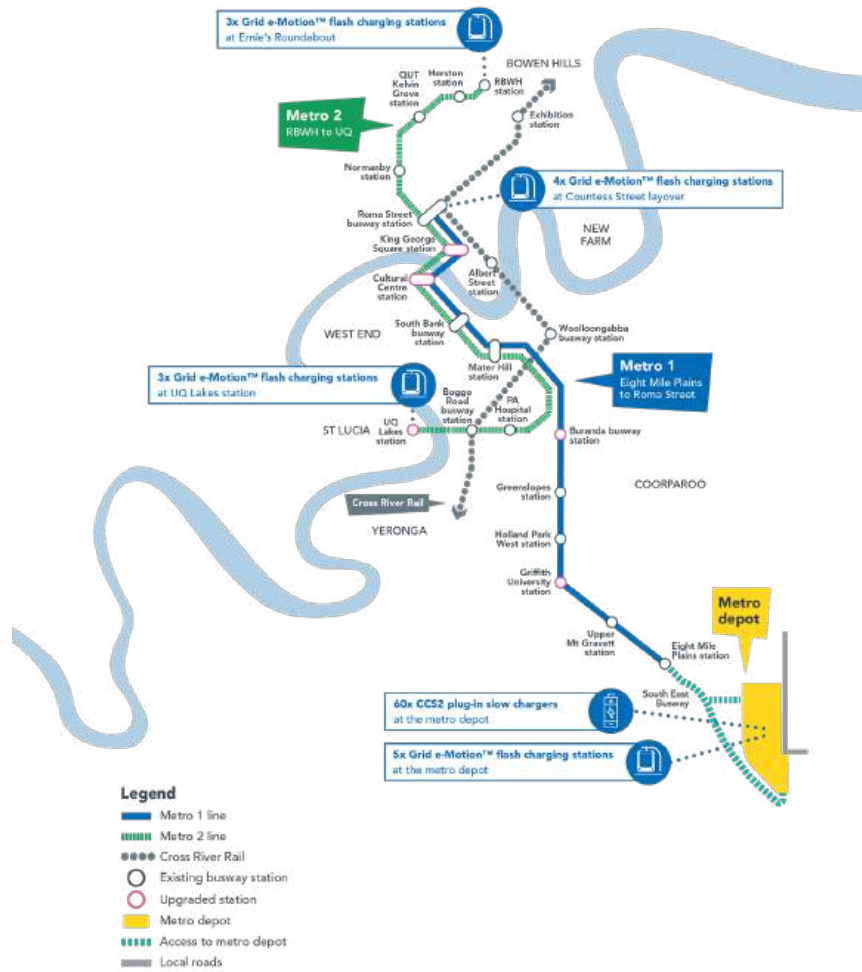 3x Grid e-Motion™ flash charging stations
at Ernie's Roundabout
BOWEN HILLS
QUT
Kelvin
Grove
station
Herston
station
RBWH
station
Exhibition
station
Metro 2
RBWH to UQ
Normanby
station
4x Grid e-Motion™ flash charging stations
at Countess Street layover
Roma Street
busway station
NEW
FARM
King George
Square station
Albert
Street
station
Cultural
Centre
station
South Bank
busway
station
WEST END
Woolloongabba
busway station
Mater Hill
station
Metro 1
Eight Mile Plains
to Roma Street
3x Grid e-Motion™ flash charging stations
at UQ Lakes station
Boggo
Road
busway
station
PA
Hospital
station
ST LUCIA
UQ
Lakes
station
Buranda busway
station
Greenslopes
station
COORPAROO
Cross River Rail
YERONGA
Holland Park
West station
Griffith
University
station
Metro
depot
Upper
Mt Gravatt
station
Eight Mile
Plains station
South East
Busway
60x CCS2 plug-in slow chargers
at the metro depot
5x Grid e-Motion™ flash charging stations
at the metro depot
Legend
Metro 1 line
Metro 2 line
Cross River Rail
Existing busway station
Upgraded station
Metro depot
Access to metro depot
Local roads